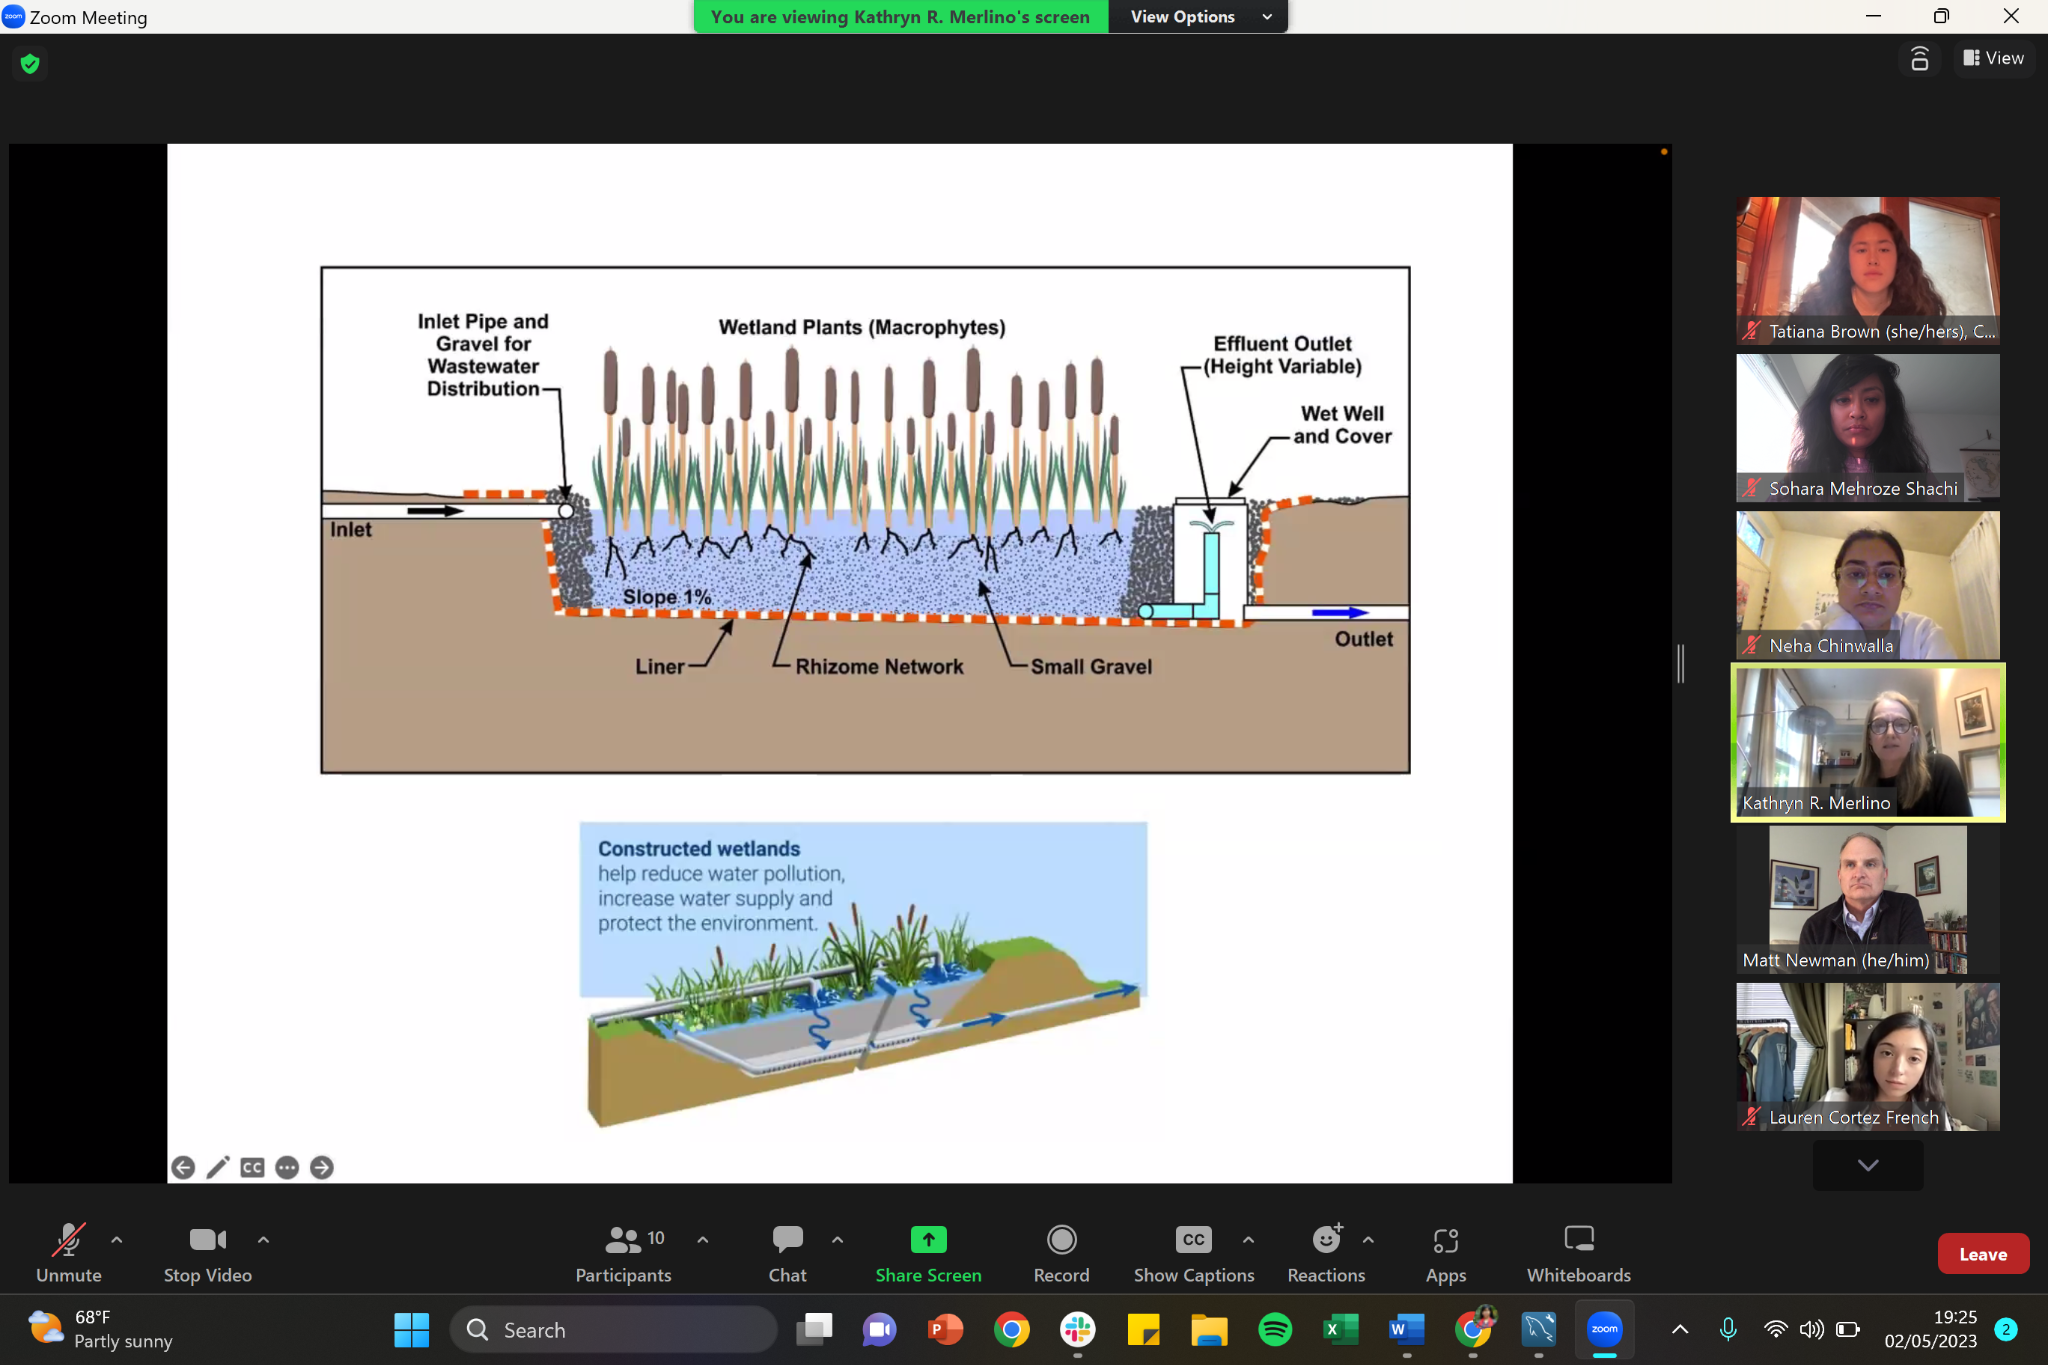 Zoom Meeting
You are viewing Kathryn R. Merlino's screen
View Options
View
Inlet Pipe and
Gravel for
Wastewater
Distribution
Wetland Plants (Macrophytes)
Effluent Outlet
(Height Variable)
Wet Well
and Cover
Inlet
Slope 1%
Outlet
Liner
Rhizome Network
Small Gravel
Constructed wetlands
help reduce water pollution,
increase water supply and
protect the environment.
CC
Tatiana Brown (she/hers), C...
Sohara Mehroze Shachi
Neha Chinwalla
Kathryn R. Merlino
Matt Newman (he/him)
Lauren Cortez French
Unmute
Stop Video
10
Participants
Chat
Share Screen
Record
CC
Show Captions
Reactions
Apps
Whiteboards
Leave
68°F
Partly sunny
Search
zoom
19:25
02/05/2023
2